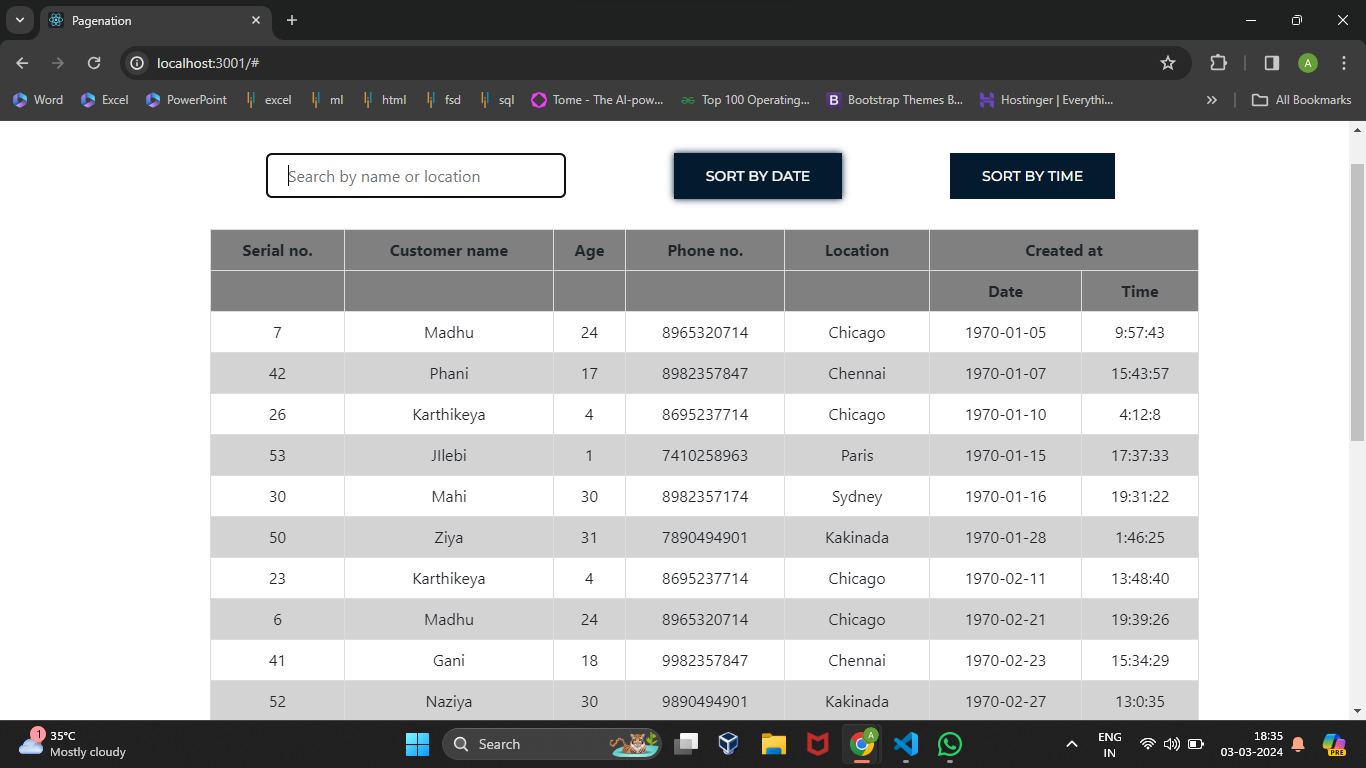 Pagenation
localhost:3001/#
A
Word Excel PowerPoint excel ml html fsd sql Tome - The AI-pow... Top 100 Operating... B Bootstrap Themes B... Hostinger | Everythi... » All Bookmarks
Search by name or location SORT BY DATE SORT BY TIME
Serial no. Customer name Age Phone no. Location Created at
Date Time
7 Madhu 24 8965320714 Chicago 1970-01-05 9:57:43
42 Phani 17 8982357847 Chennai 1970-01-07 15:43:57
26 Karthikeya 4 8695237714 Chicago 1970-01-10 4:12:8
53 JIlebi 1 7410258963 Paris 1970-01-15 17:37:33
30 Mahi 30 8982357174 Sydney 1970-01-16 19:31:22
50 Ziya 31 7890494901 Kakinada 1970-01-28 1:46:25
23 Karthikeya 4 8695237714 Chicago 1970-02-11 13:48:40
6 Madhu 24 8965320714 Chicago 1970-02-21 19:39:26
41 Gani 18 9982357847 Chennai 1970-02-23 15:34:29
52 Naziya 30 9890494901 Kakinada 1970-02-27 13:0:35
1 35°C
Mostly cloudy
Search
A
ENG
IN
18:35
03-03-2024
PRE